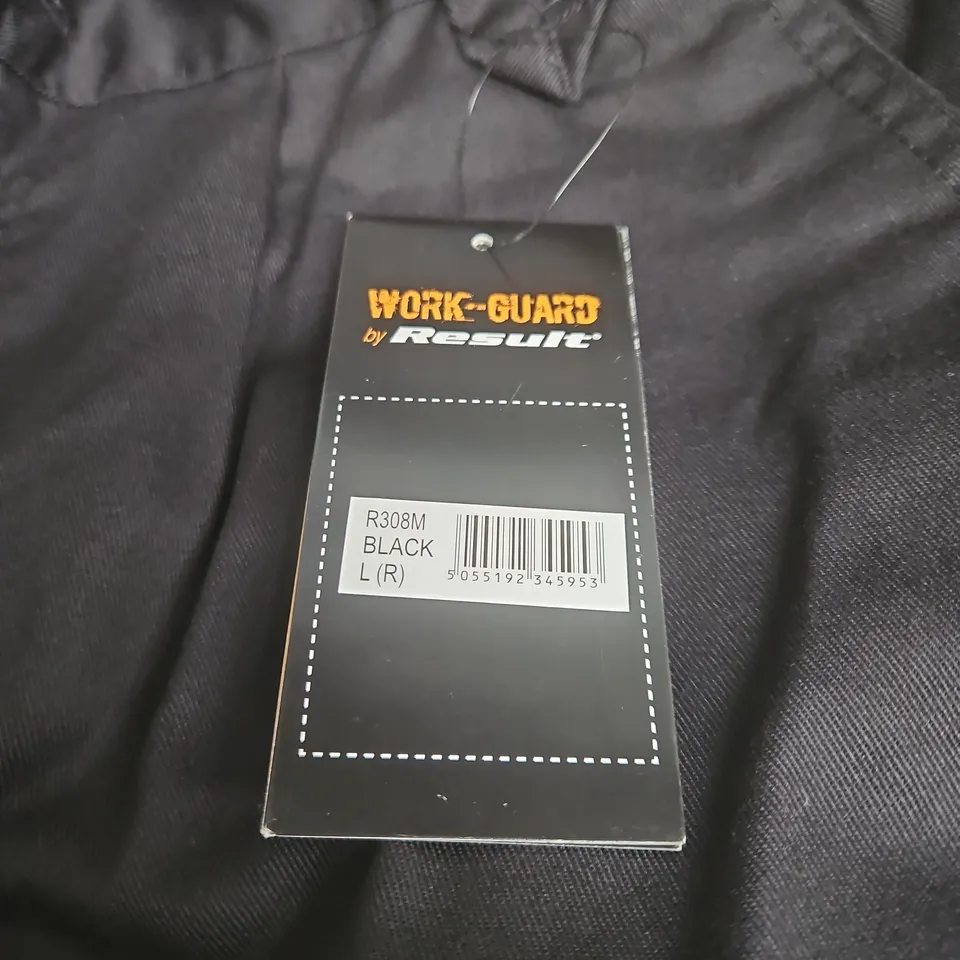 WORK-GUARD
by Result
R308M
BLACK
L (R)
5 055192 345953